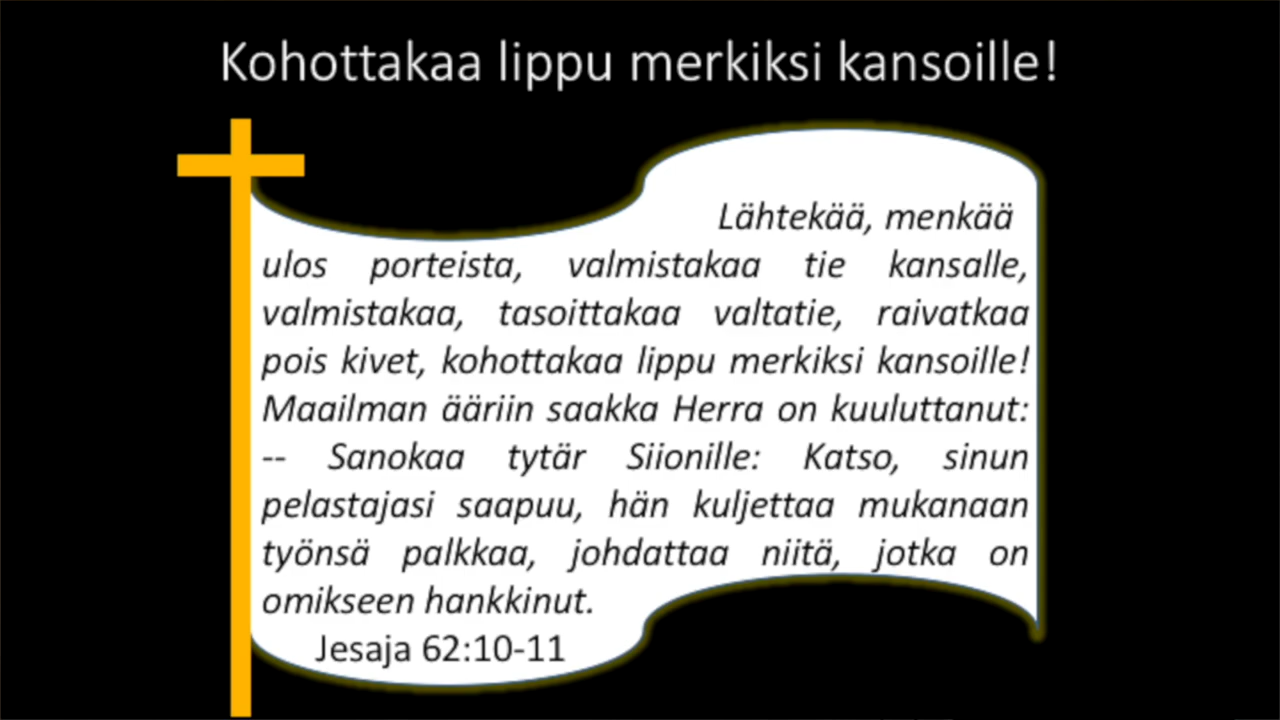 Kohottakaa lippu merkiksi kansoille!
Lähtekää, menkää
ulos porteista, valmistakaa tie kansalle,
valmistakaa, tasoittakaa valtatie, raivatkaa
pois kivet, kohottakaa lippu merkiksi kansoille!
Maailman ääriin saakka Herra on kuuluttanut:
-- Sanokaa tytär Siionille: Katso, sinun
pelastajasi saapuu, hän kuljettaa mukanaan
työnsä palkkaa, johdattaa niitä, jotka on
omikseen hankkinut.
Jesaja 62:10-11